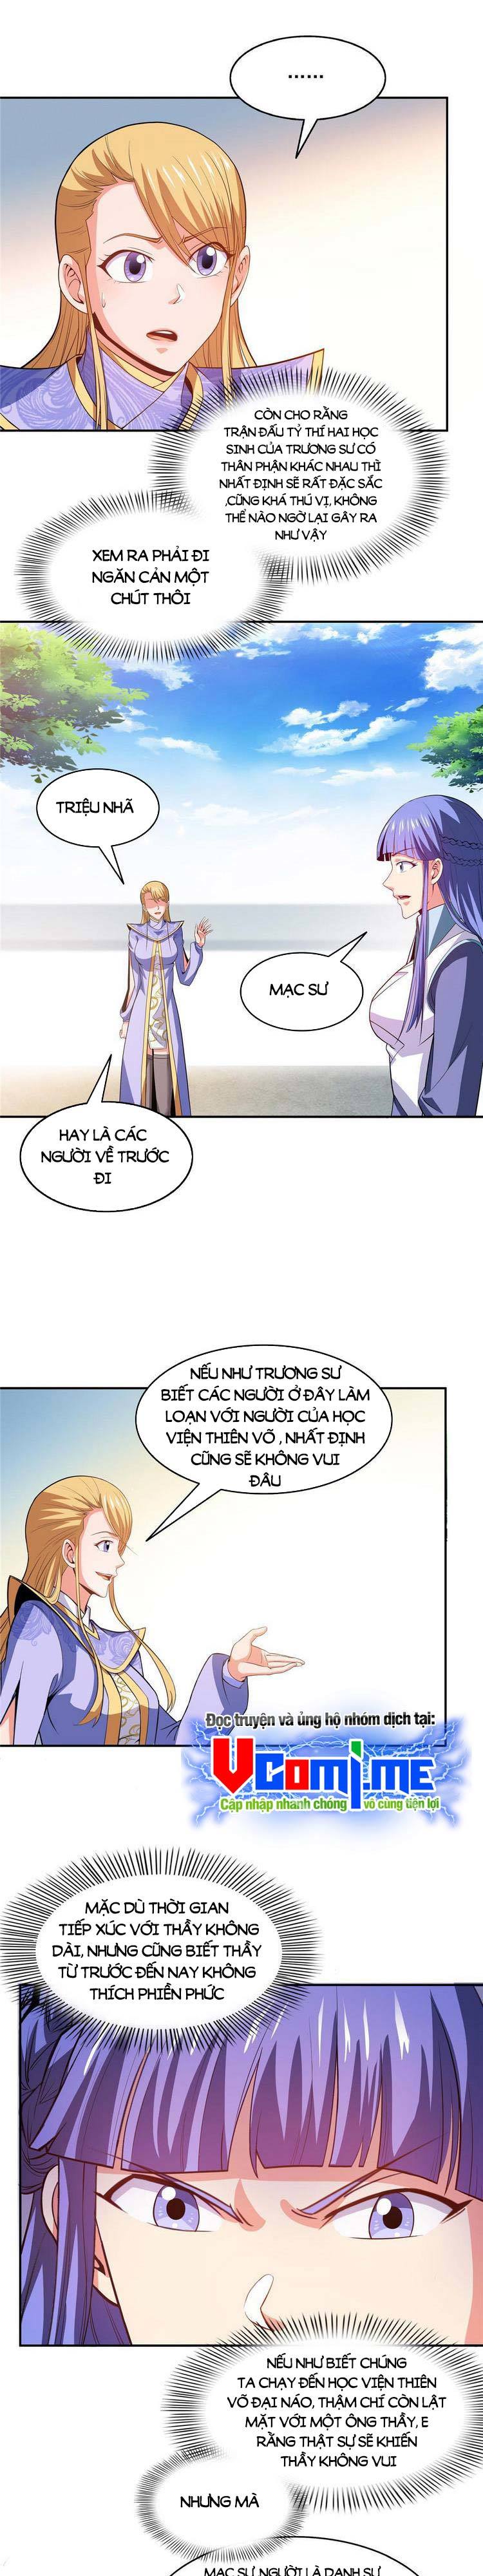 ......
CÒN CHO RẰNG
TRẬN ĐẤU TỶ THÍ HAI HỌC
SINH CỦA TRƯƠNG SƯ CÓ
THÂN PHẬN KHÁC NHAU THÌ
NHẤT ĐỊNH SẼ RẤT ĐẶC SẮC
,CŨNG KHÁ THÚ VỊ, KHÔNG
THỂ NÀO NGỜ LẠI GÂY RA
NHƯ VẬY
XEM RA PHẢI ĐI
NGĂN CẢN MỘT
CHÚT THÔI
TRIỆU NHÃ
MẠC SƯ
HAY LÀ CÁC
NGƯỜI VỀ TRƯỚC
ĐI
NẾU NHƯ TRƯƠNG SƯ
BIẾT CÁC NGƯỜI Ở ĐÂY LÀM
LOẠN VỚI NGƯỜI CỦA HỌC
VIỆN THIÊN VÕ , NHẤT ĐỊNH
CŨNG SẼ KHÔNG VUI
ĐÂU
Đọc truyện và ủng hộ nhóm dịch tại:
VComi.me
Cập nhập nhanh chóng vô cùng tiện lợi
MẶC DÙ THỜI GIAN
TIẾP XÚC VỚI THẦY KHÔNG
DÀI, NHƯNG CŨNG BIẾT THẦY
TỪ TRƯỚC ĐẾN NAY KHÔNG
THÍCH PHIỀN PHỨC
NẾU NHƯ BIẾT CHÚNG
TA CHẠY ĐẾN HỌC VIỆN THIÊN
VÕ ĐẠI NÁO, THẬM CHÍ CÒN LẬT
MẶT VỚI MỘT ÔNG THẦY, E
RẰNG THẬT SỰ SẼ KHIẾN
THẦY KHÔNG VUI
NHƯNG MÀ
MẠC SƯ NGƯỜI LÀ DANH SƯ